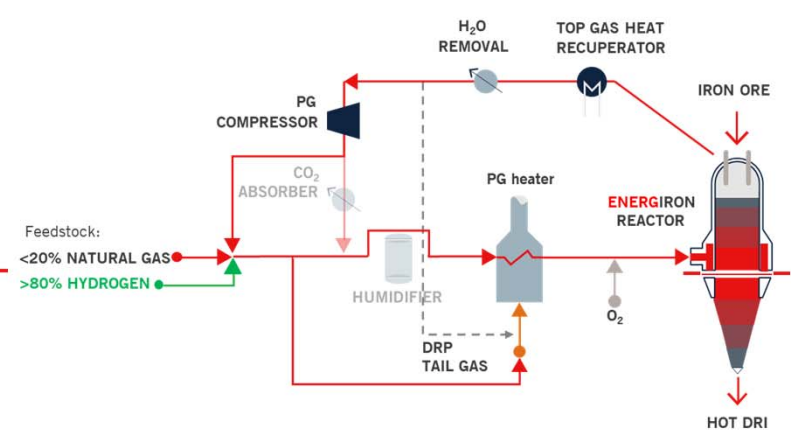 H₂O
REMOVAL
TOP GAS HEAT
RECUPERATOR
IRON ORE
PG
COMPRESSOR
CO₂
ABSORBER
PG heater
ENERGIRON
REACTOR
Feedstock:
<20% NATURAL GAS
>80% HYDROGEN
HUMIDIFIER
O₂
DRP
TAIL GAS
HOT DRI